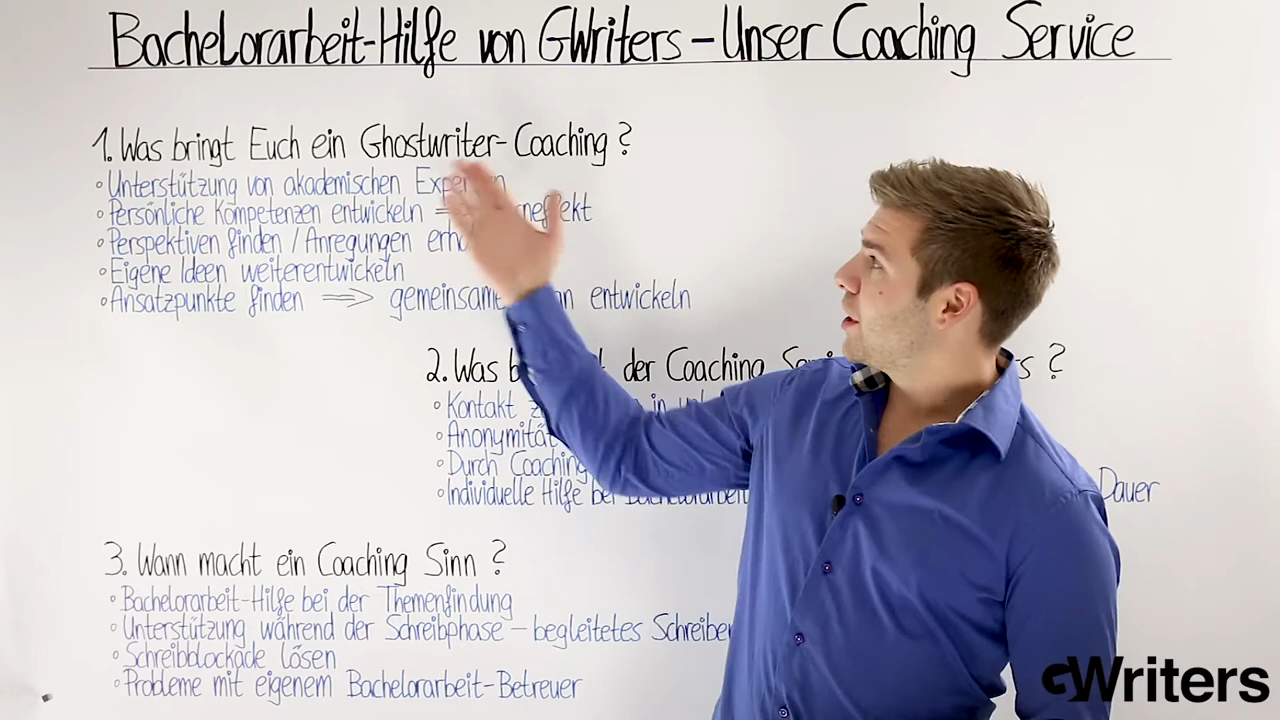 Bachelorarbeit-Hilfe von GWriters – Unser Coaching Service
1. Was bringt Euch ein Ghostwriter-Coaching ?
° Unterstützung von akademischen
° Persönliche Kompetenzen entwickeln
° Perspektiven finden / Anregungen
° Eigene Ideen weiterentwickeln
° Ansatzpunkte finden ⟹ gemeinsamen entwickeln
2. Was der Coaching ?
° Kontakt in
° Anonymität
° Durch Coaching
° Individuelle Hilfe bei Bachelorarbeit Dauer
3. Wann macht ein Coaching Sinn ?
° Bachelorarbeit-Hilfe bei der Themenfindung
° Unterstützung während der Schreibphase – begleitetes Schreiben
° Schreibblockade lösen
° Probleme mit eigenem Bachelorarbeit-Betreuer
GWriters